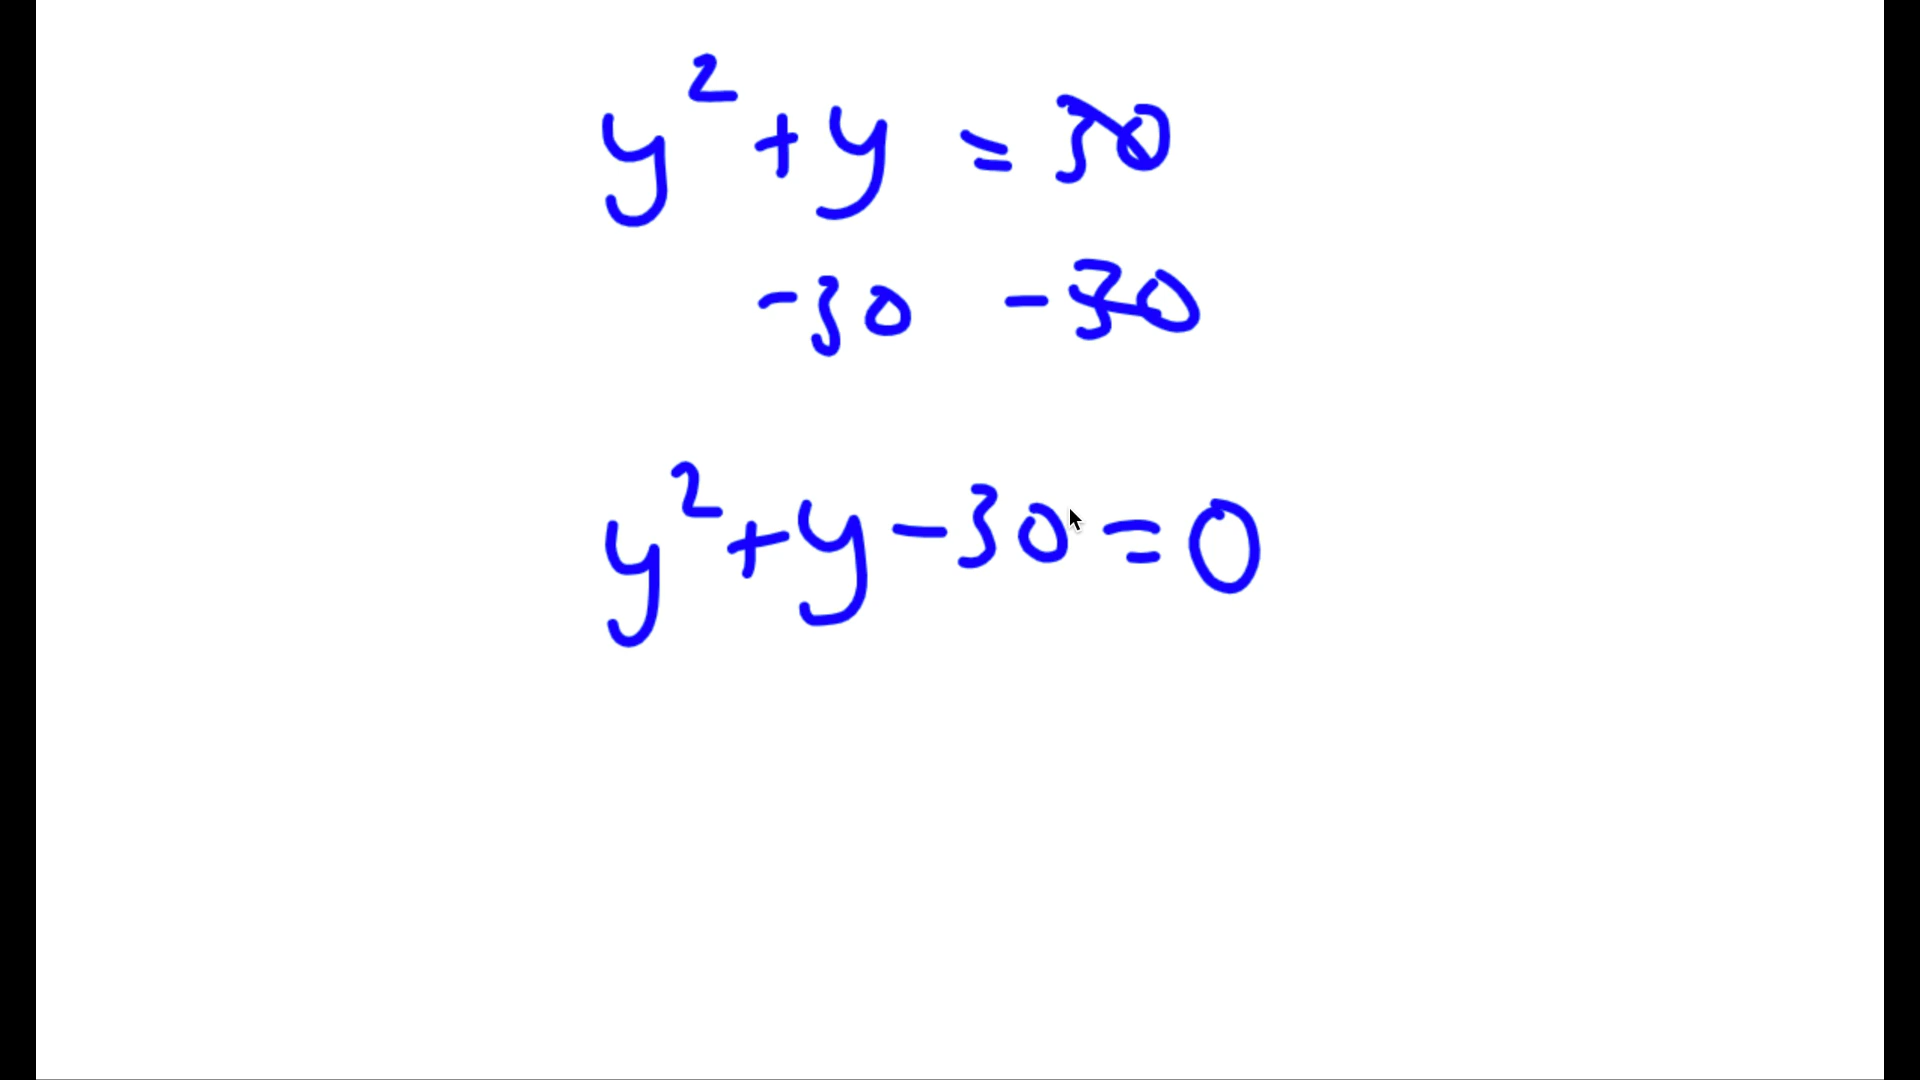 y² + y = 30
-30 -30
y² + y - 30 = 0